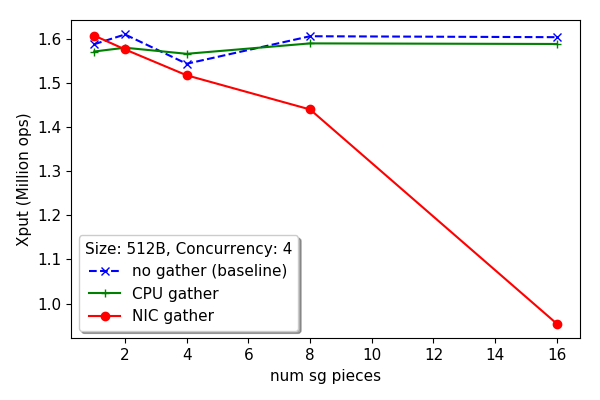 1.6
1.5
1.4
1.3
1.2
1.1
1.0
Xput (Million ops)
Size: 512B, Concurrency: 4
no gather (baseline)
CPU gather
NIC gather
2 4 6 8 10 12 14 16
num sg pieces